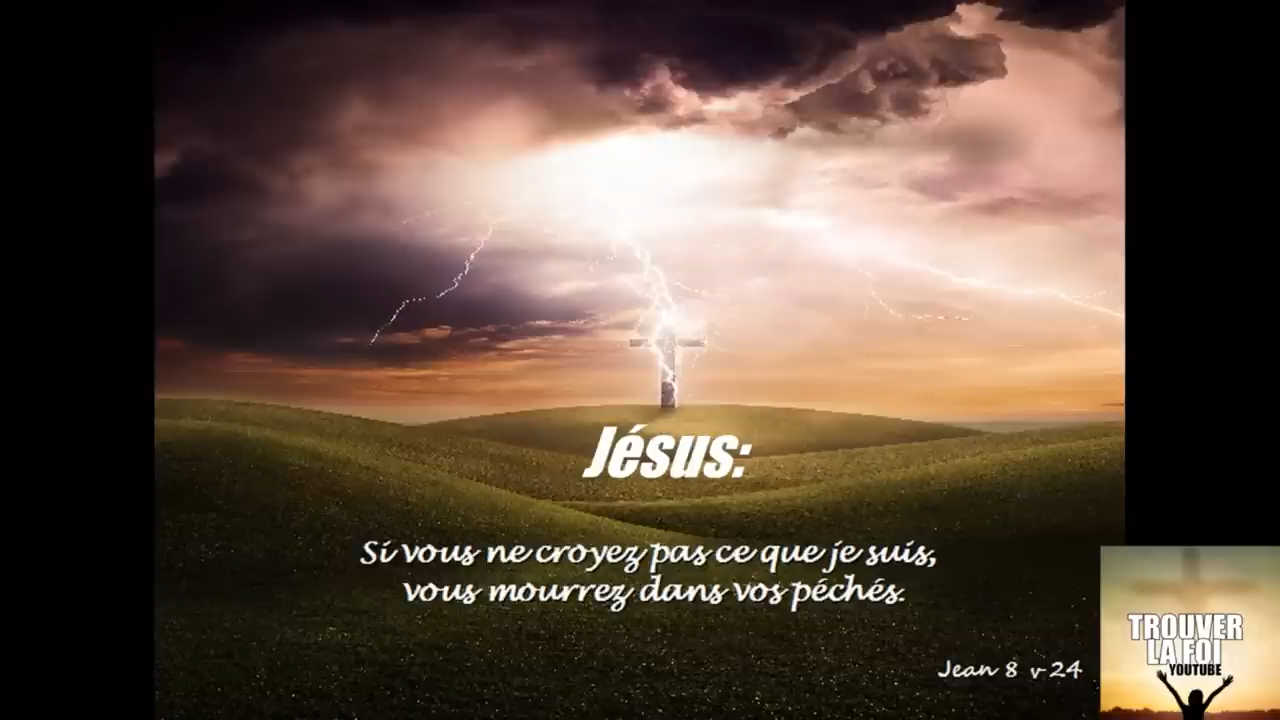 Jésus:
Si vous ne croyez pas ce que je suis,
vous mourrez dans vos péchés.
Jean 8 v 24
TROUVER
LA FOI
YOUTUBE